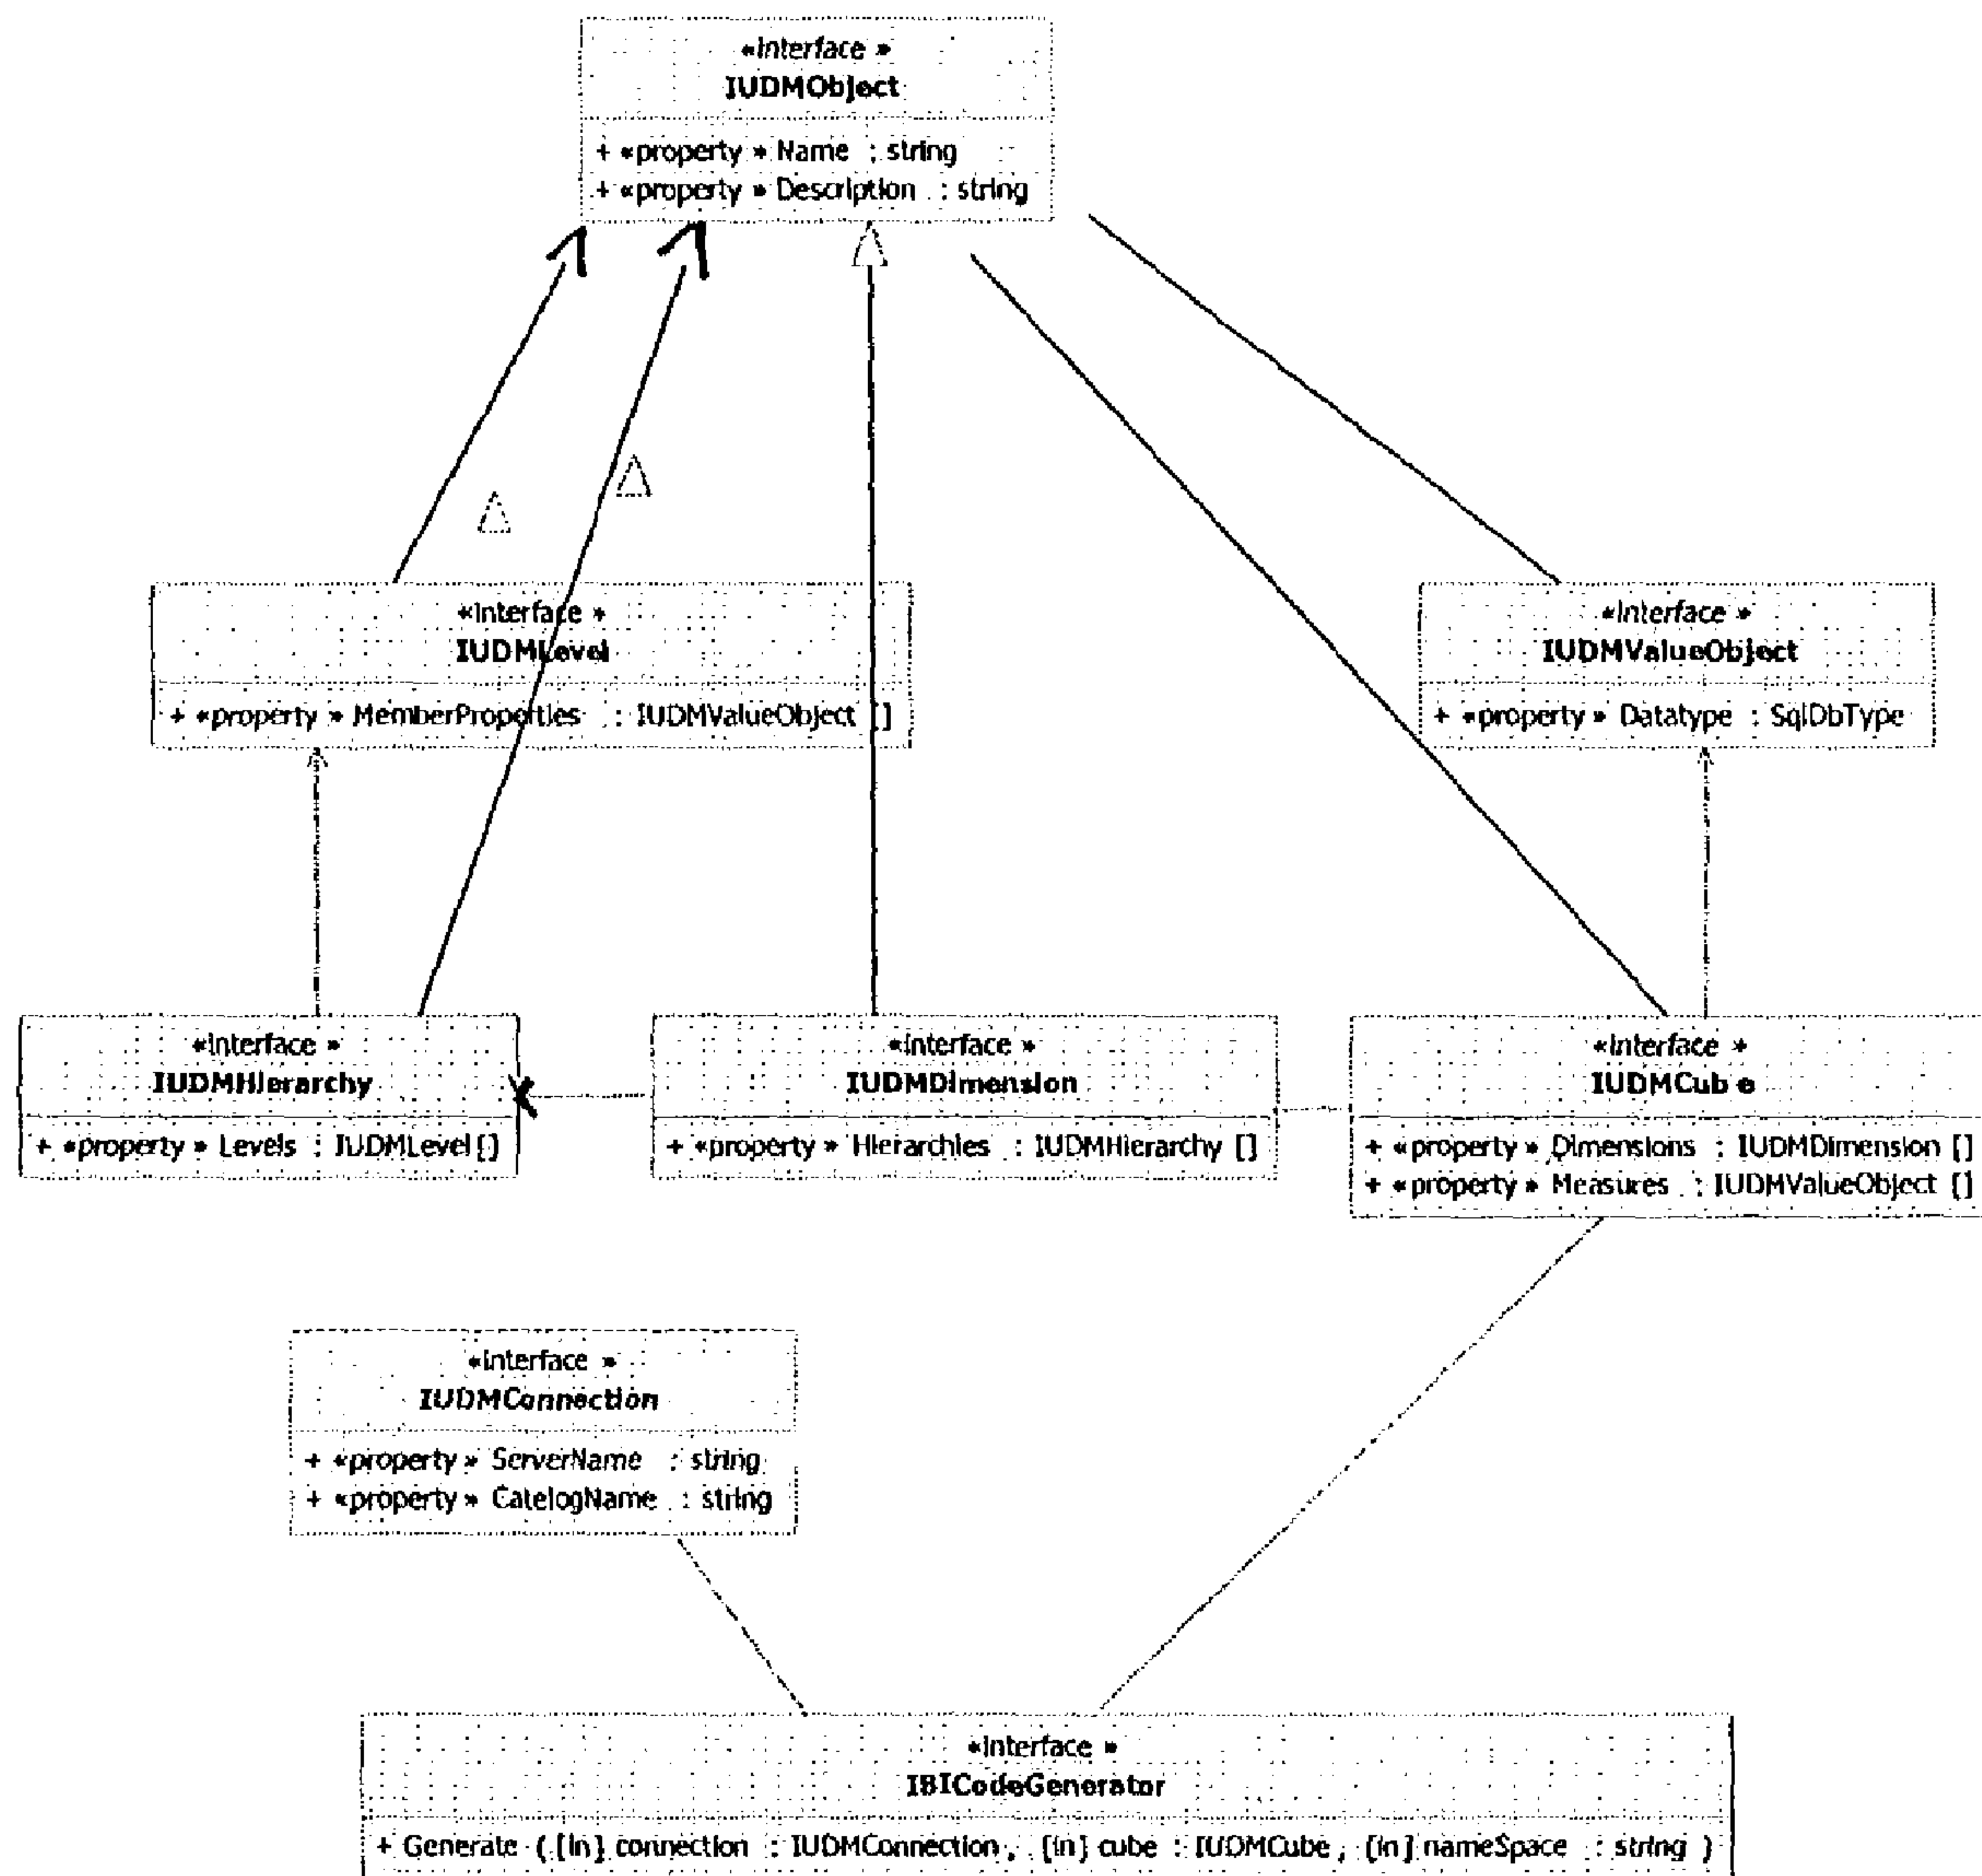 «Interface »
IUDMObject
+ «property » Name : string
+ «property » Description : string
«Interface »
IUDMLevel
+ «property » MemberProperties : IUDMValueObject []
«Interface »
IUDMValueObject
+ «property » Datatype : SqlDbType
«Interface »
IUDMHierarchy
+ «property » Levels : IUDMLevel []
«Interface »
IUDMDimension
+ «property » Hierarchies : IUDMHierarchy []
«Interface »
IUDMCube
+ «property » Dimensions : IUDMDimension []
+ «property » Measures : IUDMValueObject []
«Interface »
IUDMConnection
+ «property » ServerName : string
+ «property » CatelogName : string
«Interface »
IBICodeGenerator
+ Generate ( [in] connection : IUDMConnection, [in] cube : IUDMCube, [in] nameSpace : string )